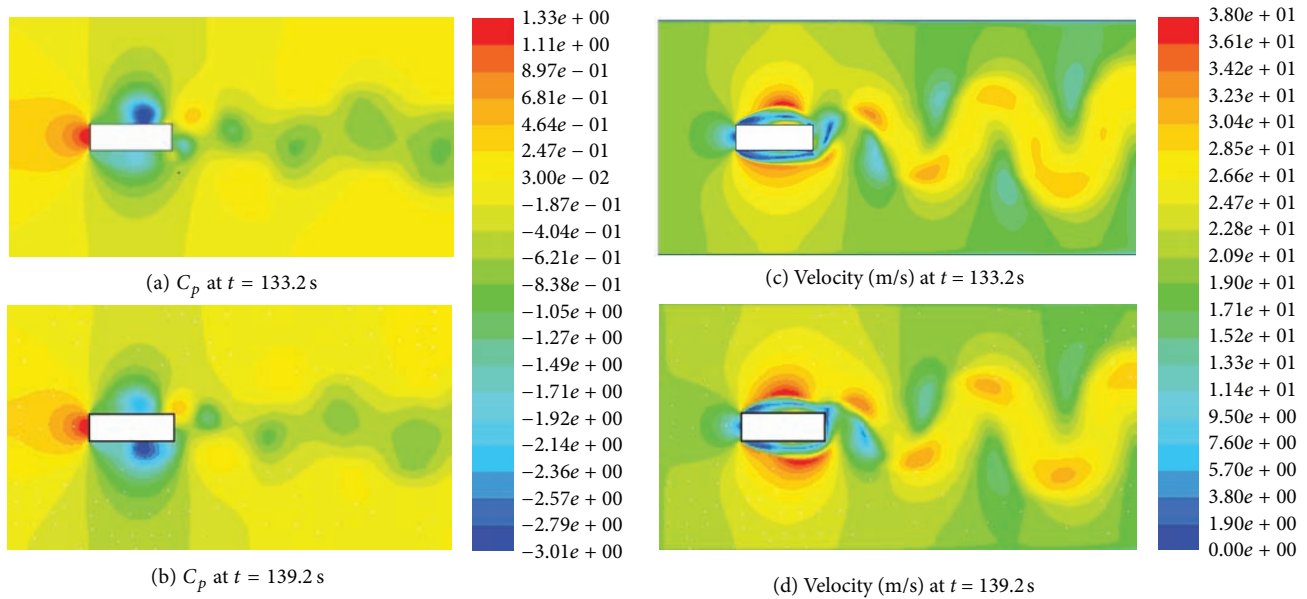 1.33e + 00
1.11e + 00
8.97e − 01
6.81e − 01
4.64e − 01
2.47e − 01
3.00e − 02
−1.87e − 01
−4.04e − 01
−6.21e − 01
−8.38e − 01
−1.05e + 00
−1.27e + 00
−1.49e + 00
−1.71e + 00
−1.92e + 00
−2.14e + 00
−2.36e + 00
−2.57e + 00
−2.79e + 00
−3.01e + 00
(a) Cp at t = 133.2 s
(b) Cp at t = 139.2 s
3.80e + 01
3.61e + 01
3.42e + 01
3.23e + 01
3.04e + 01
2.85e + 01
2.66e + 01
2.47e + 01
2.28e + 01
2.09e + 01
1.90e + 01
1.71e + 01
1.52e + 01
1.33e + 01
1.14e + 01
9.50e + 00
7.60e + 00
5.70e + 00
3.80e + 00
1.90e + 00
0.00e + 00
(c) Velocity (m/s) at t = 133.2 s
(d) Velocity (m/s) at t = 139.2 s